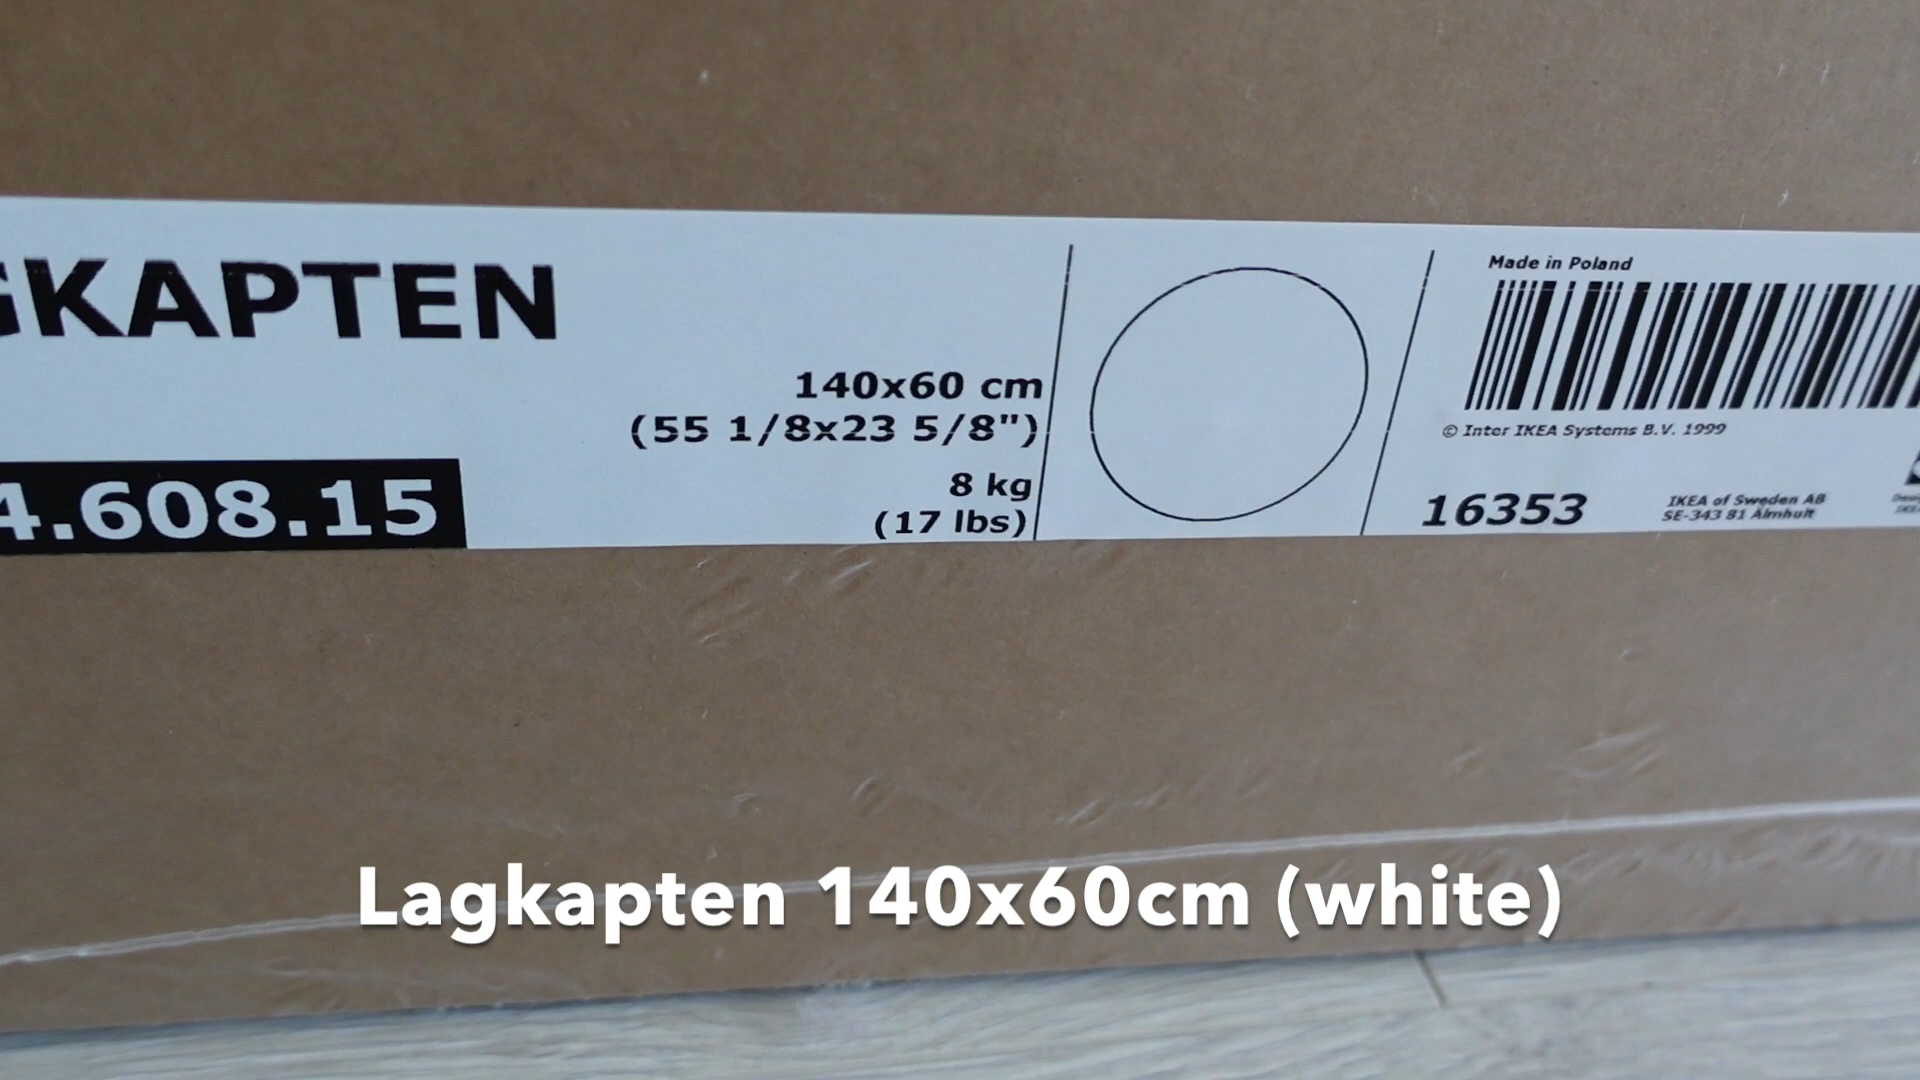 GKAPTEN
140x60 cm
(55 1/8x23 5/8")
8 kg
(17 lbs)
4.608.15
Made in Poland
© Inter IKEA Systems B.V. 1999
16353
IKEA of Sweden AB
SE-343 81 Älmhult
Lagkapten 140x60cm (white)